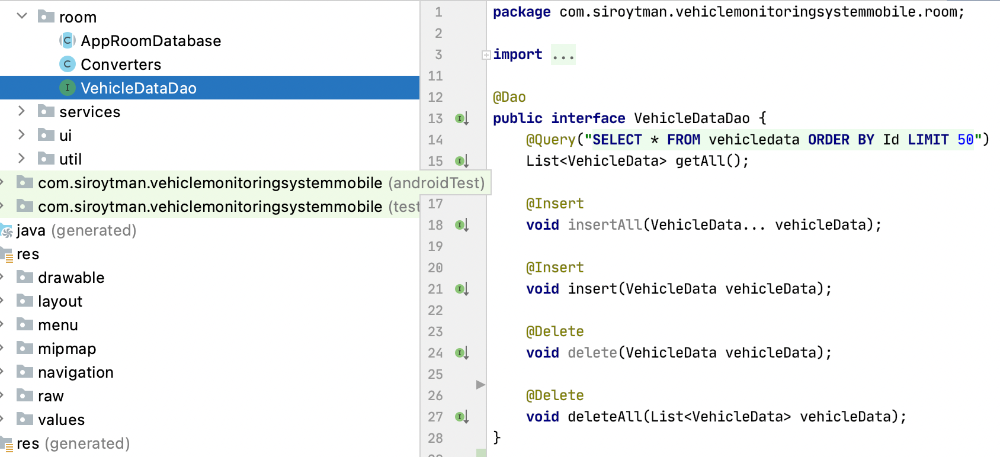 room
AppRoomDatabase
Converters
VehicleDataDao
services
ui
util
com.siroytman.vehiclemonitoringsystemmobile (androidTest)
com.siroytman.vehiclemonitoringsystemmobile (test
java (generated)
res
drawable
layout
menu
mipmap
navigation
raw
values
res (generated)
1 package com.siroytman.vehiclemonitoringsystemmobile.room;
2
3 import ...
11
12 @Dao
13 public interface VehicleDataDao {
14 @Query("SELECT * FROM vehicledata ORDER BY Id LIMIT 50")
15 List<VehicleData> getAll();
17 @Insert
18 void insertAll(VehicleData... vehicleData);
19
20 @Insert
21 void insert(VehicleData vehicleData);
22
23 @Delete
24 void delete(VehicleData vehicleData);
25
26 @Delete
27 void deleteAll(List<VehicleData> vehicleData);
28 }